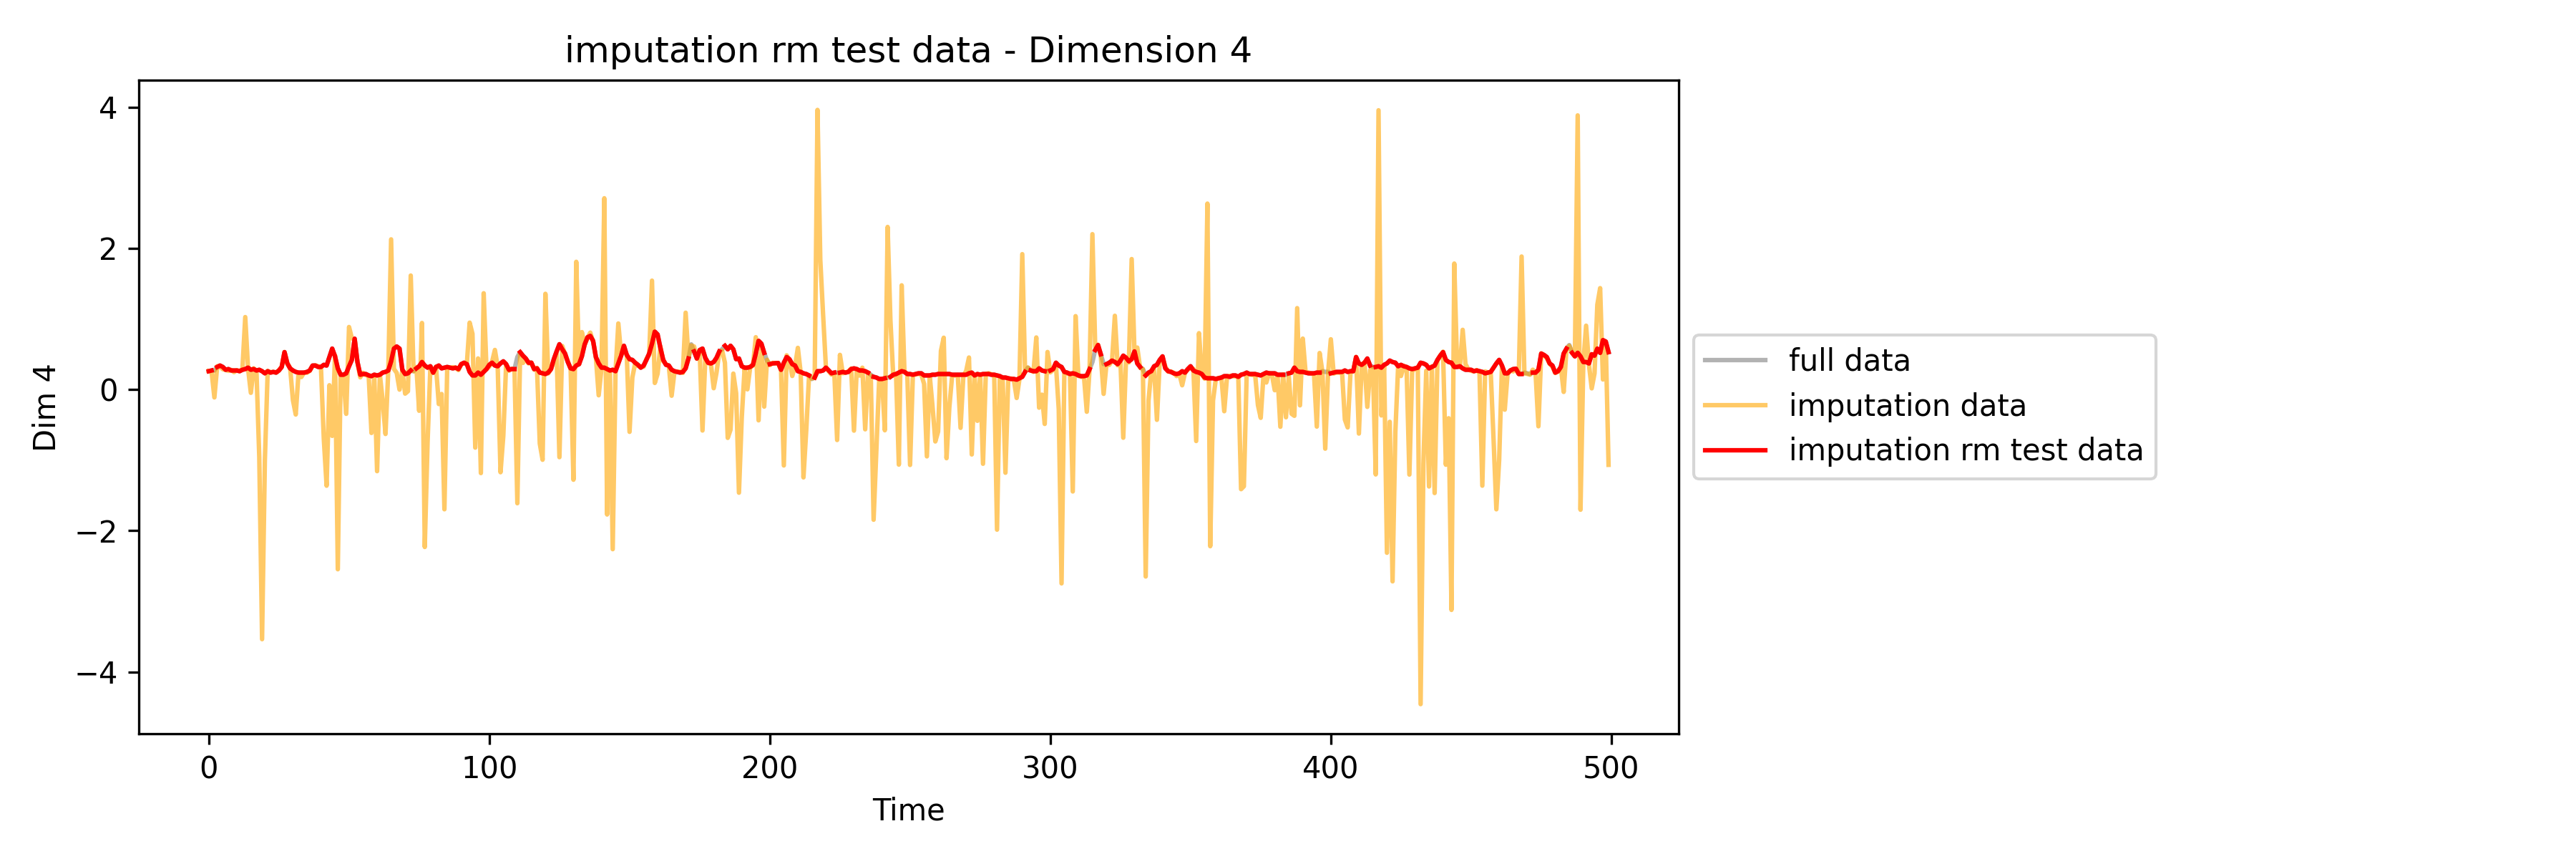 imputation rm test data - Dimension 4
4
2
0
−2
−4
Dim 4
0 100 200 300 400 500
Time
full data
imputation data
imputation rm test data